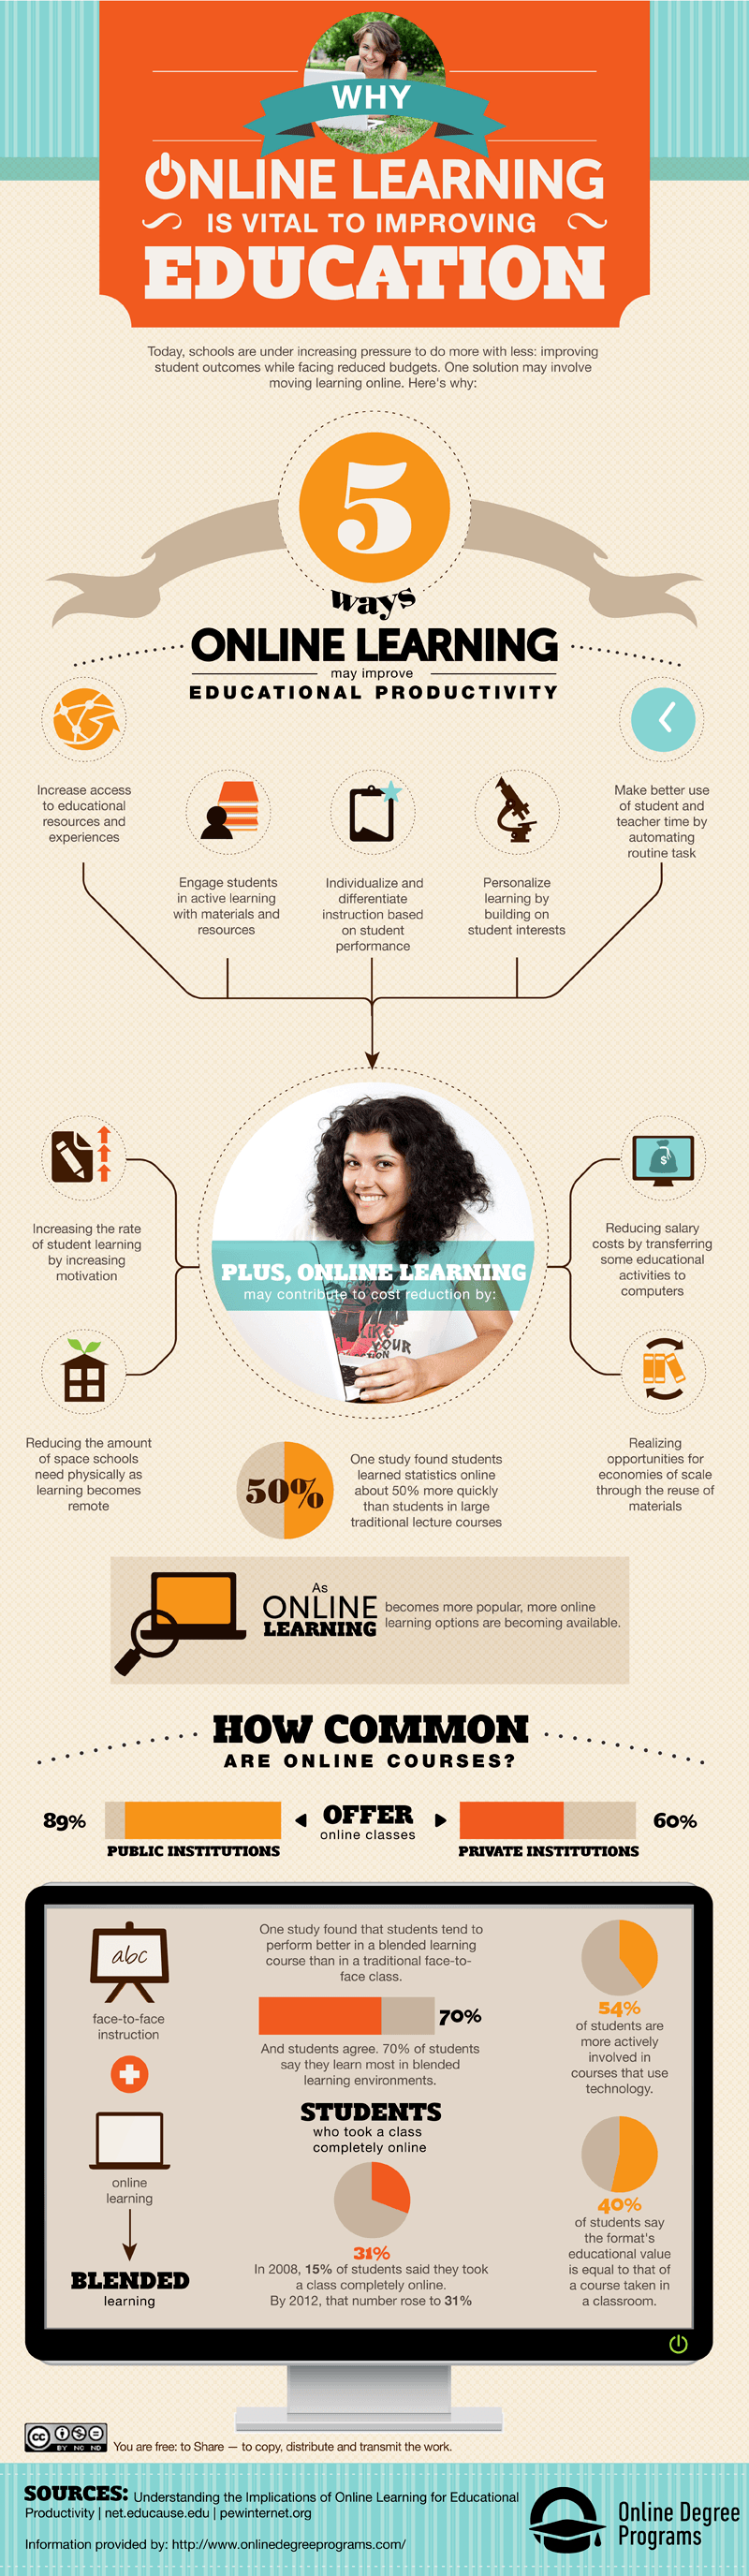 WHY
ONLINE LEARNING
IS VITAL TO IMPROVING
EDUCATION
Today, schools are under increasing pressure to do more with less: improving
student outcomes while facing reduced budgets. One solution may involve
moving learning online. Here's why:
5
ways
ONLINE LEARNING
may improve
EDUCATIONAL PRODUCTIVITY
Increase access
to educational
resources and
experiences
Engage students
in active learning
with materials and
resources
Individualize and
differentiate
instruction based
on student
performance
Personalize
learning by
building on
student interests
Make better use
of student and
teacher time by
automating
routine task
PLUS, ONLINE LEARNING
may contribute to cost reduction by:
LIKE
YOUR
Increasing the rate
of student learning
by increasing
motivation
$
Reducing salary
costs by transferring
some educational
activities to
computers
Reducing the amount
of space schools
need physically as
learning becomes
remote
Realizing
opportunities for
economies of scale
through the reuse of
materials
50%
One study found students
learned statistics online
about 50% more quickly
than students in large
traditional lecture courses
As
ONLINE
LEARNING
becomes more popular, more online
learning options are becoming available.
HOW COMMON
ARE ONLINE COURSES?
89%
PUBLIC INSTITUTIONS
OFFER
online classes
60%
PRIVATE INSTITUTIONS
abc
face-to-face
instruction
online
learning
BLENDED
learning
One study found that students tend to
perform better in a blended learning
course than in a traditional face-to-
face class.
70%
And students agree. 70% of students
say they learn most in blended
learning environments.
STUDENTS
who took a class
completely online
31%
In 2008, 15% of students said they took
a class completely online.
By 2012, that number rose to 31%
54%
of students are
more actively
involved in
courses that use
technology.
40%
of students say
the format's
educational value
is equal to that of
a course taken in
a classroom.
cc
BY NC ND
You are free: to Share — to copy, distribute and transmit the work.
SOURCES: Understanding the Implications of Online Learning for Educational
Productivity | net.educause.edu | pewinternet.org
Information provided by: http://www.onlinedegreeprograms.com/
Online Degree
Programs